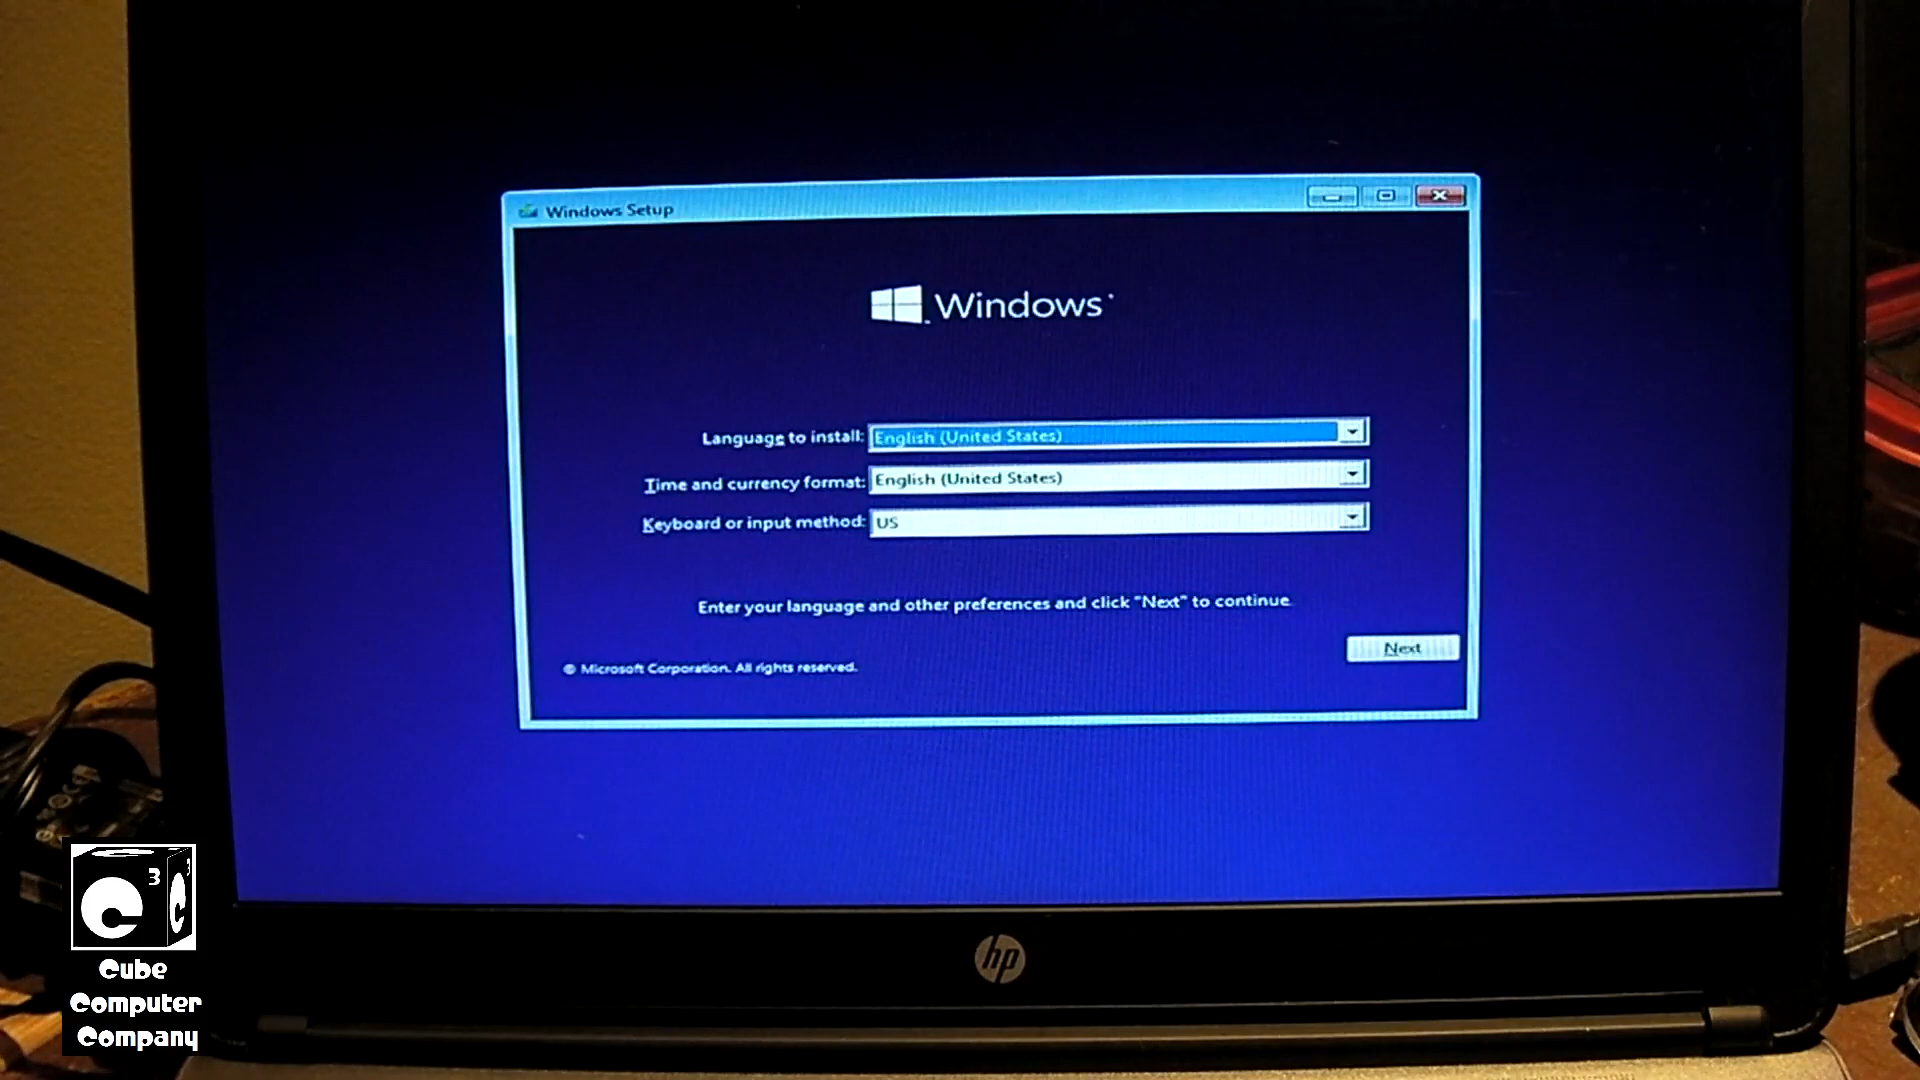 Windows Setup
Windows
Language to install: English (United States)
Time and currency format: English (United States)
Keyboard or input method: US
Enter your language and other preferences and click "Next" to continue.
© Microsoft Corporation. All rights reserved.
Next
hp
C³
Cube
Computer
Company